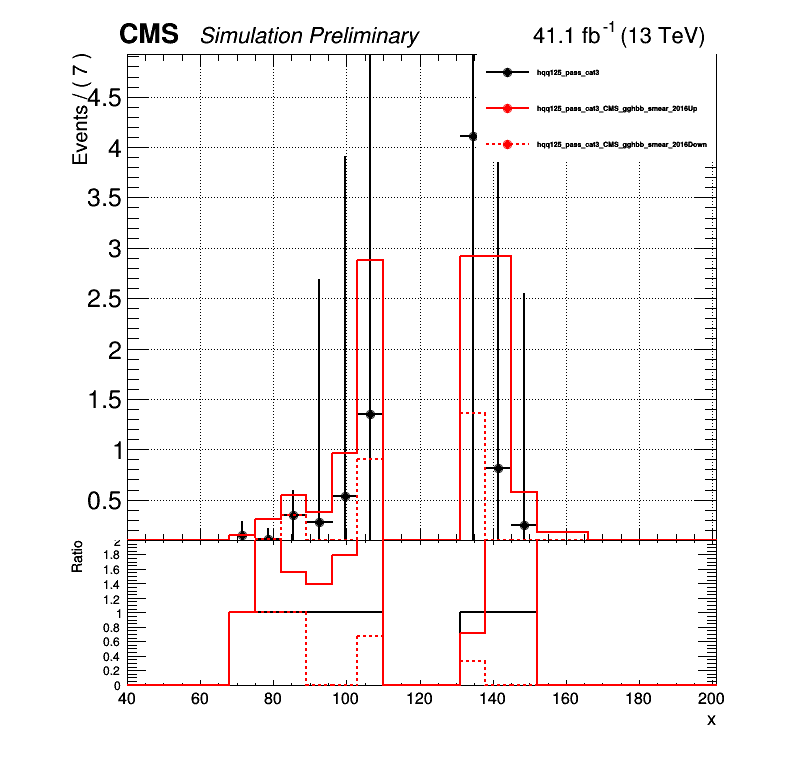 CMS Simulation Preliminary 41.1 fb-1 (13 TeV)
Events / ( 7 )
hqq125_pass_cat3
hqq125_pass_cat3_CMS_gghbb_smear_2016Up
hqq125_pass_cat3_CMS_gghbb_smear_2016Down
4.5
4
3.5
3
2.5
2
1.5
1
0.5
Ratio
2
1.8
1.6
1.4
1.2
1
0.8
0.6
0.4
0.2
0
40 60 80 100 120 140 160 180 200
x